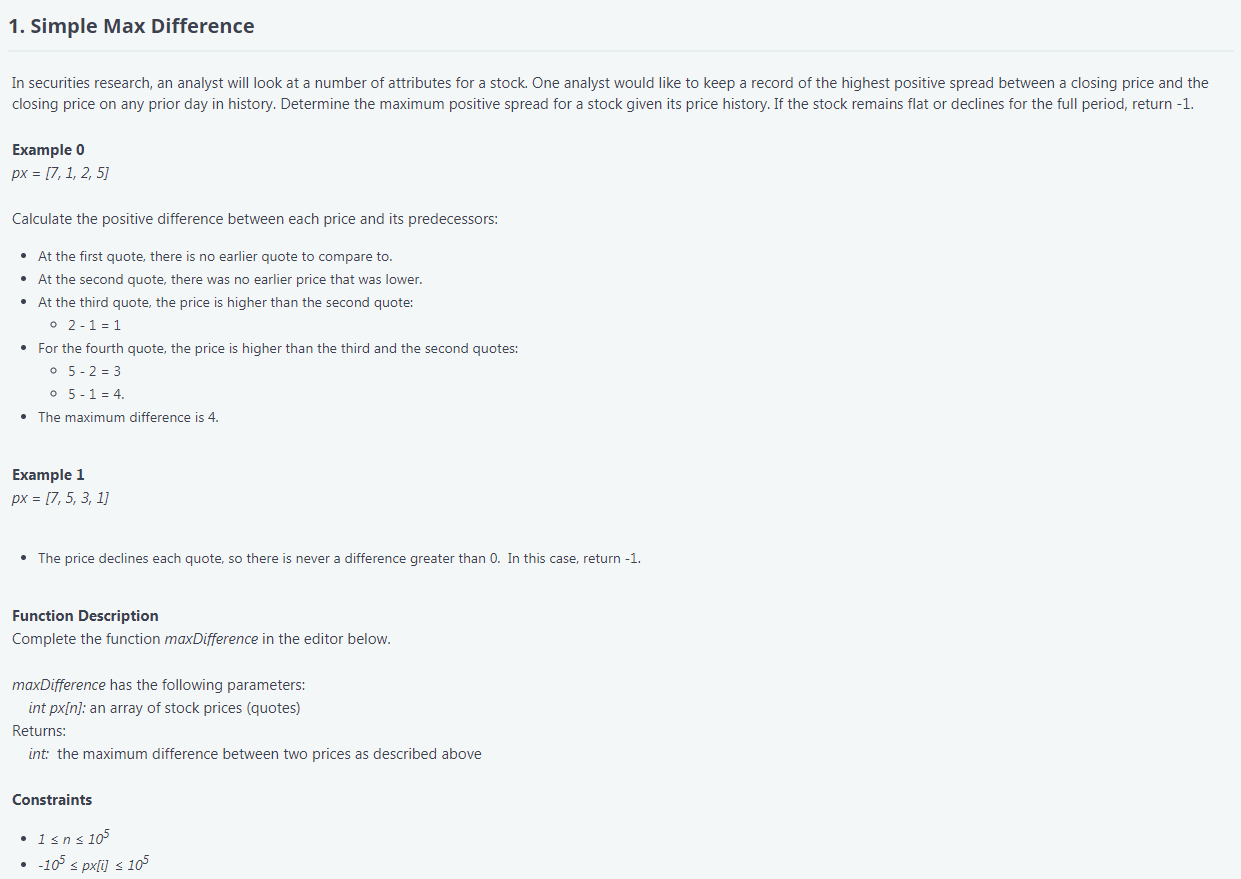 1. Simple Max Difference
In securities research, an analyst will look at a number of attributes for a stock. One analyst would like to keep a record of the highest positive spread between a closing price and the
closing price on any prior day in history. Determine the maximum positive spread for a stock given its price history. If the stock remains flat or declines for the full period, return -1.
Example 0
px = [7, 1, 2, 5]
Calculate the positive difference between each price and its predecessors:
• At the first quote, there is no earlier quote to compare to.
• At the second quote, there was no earlier price that was lower.
• At the third quote, the price is higher than the second quote:
○ 2 - 1 = 1
• For the fourth quote, the price is higher than the third and the second quotes:
○ 5 - 2 = 3
○ 5 - 1 = 4.
• The maximum difference is 4.
Example 1
px = [7, 5, 3, 1]
• The price declines each quote, so there is never a difference greater than 0. In this case, return -1.
Function Description
Complete the function maxDifference in the editor below.
maxDifference has the following parameters:
int px[n]: an array of stock prices (quotes)
Returns:
int: the maximum difference between two prices as described above
Constraints
• 1 ≤ n ≤ 10⁵
• -10⁵ ≤ px[i] ≤ 10⁵